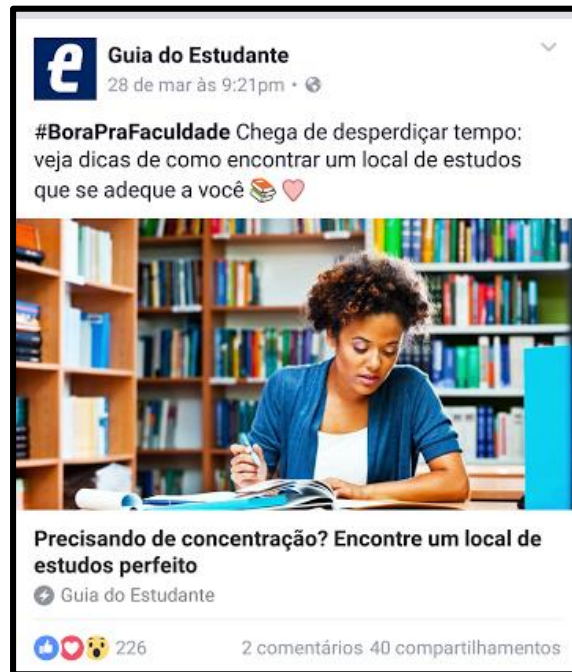 e
Guia do Estudante
28 de mar às 9:21pm •
#BoraPraFaculdade Chega de desperdiçar tempo:
veja dicas de como encontrar um local de estudos
que se adeque a você 📚 ♥
Precisando de concentração? Encontre um local de
estudos perfeito
Guia do Estudante
226
2 comentários 40 compartilhamentos